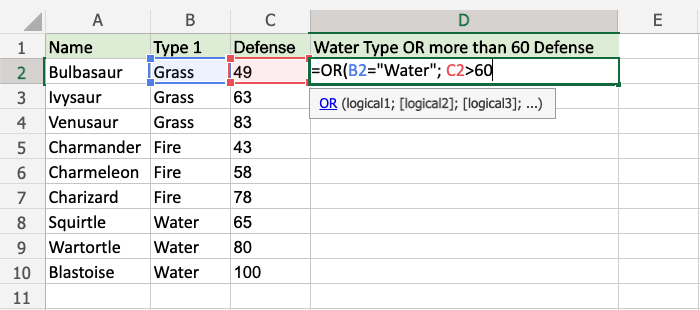 A B C D E
1 Name Type 1 Defense Water Type OR more than 60 Defense
2 Bulbasaur Grass 49 =OR(B2="Water"; C2>60
OR (logical1; [logical2]; [logical3]; ...)
3 Ivysaur Grass 63
4 Venusaur Grass 83
5 Charmander Fire 43
6 Charmeleon Fire 58
7 Charizard Fire 78
8 Squirtle Water 65
9 Wartortle Water 80
10 Blastoise Water 100
11